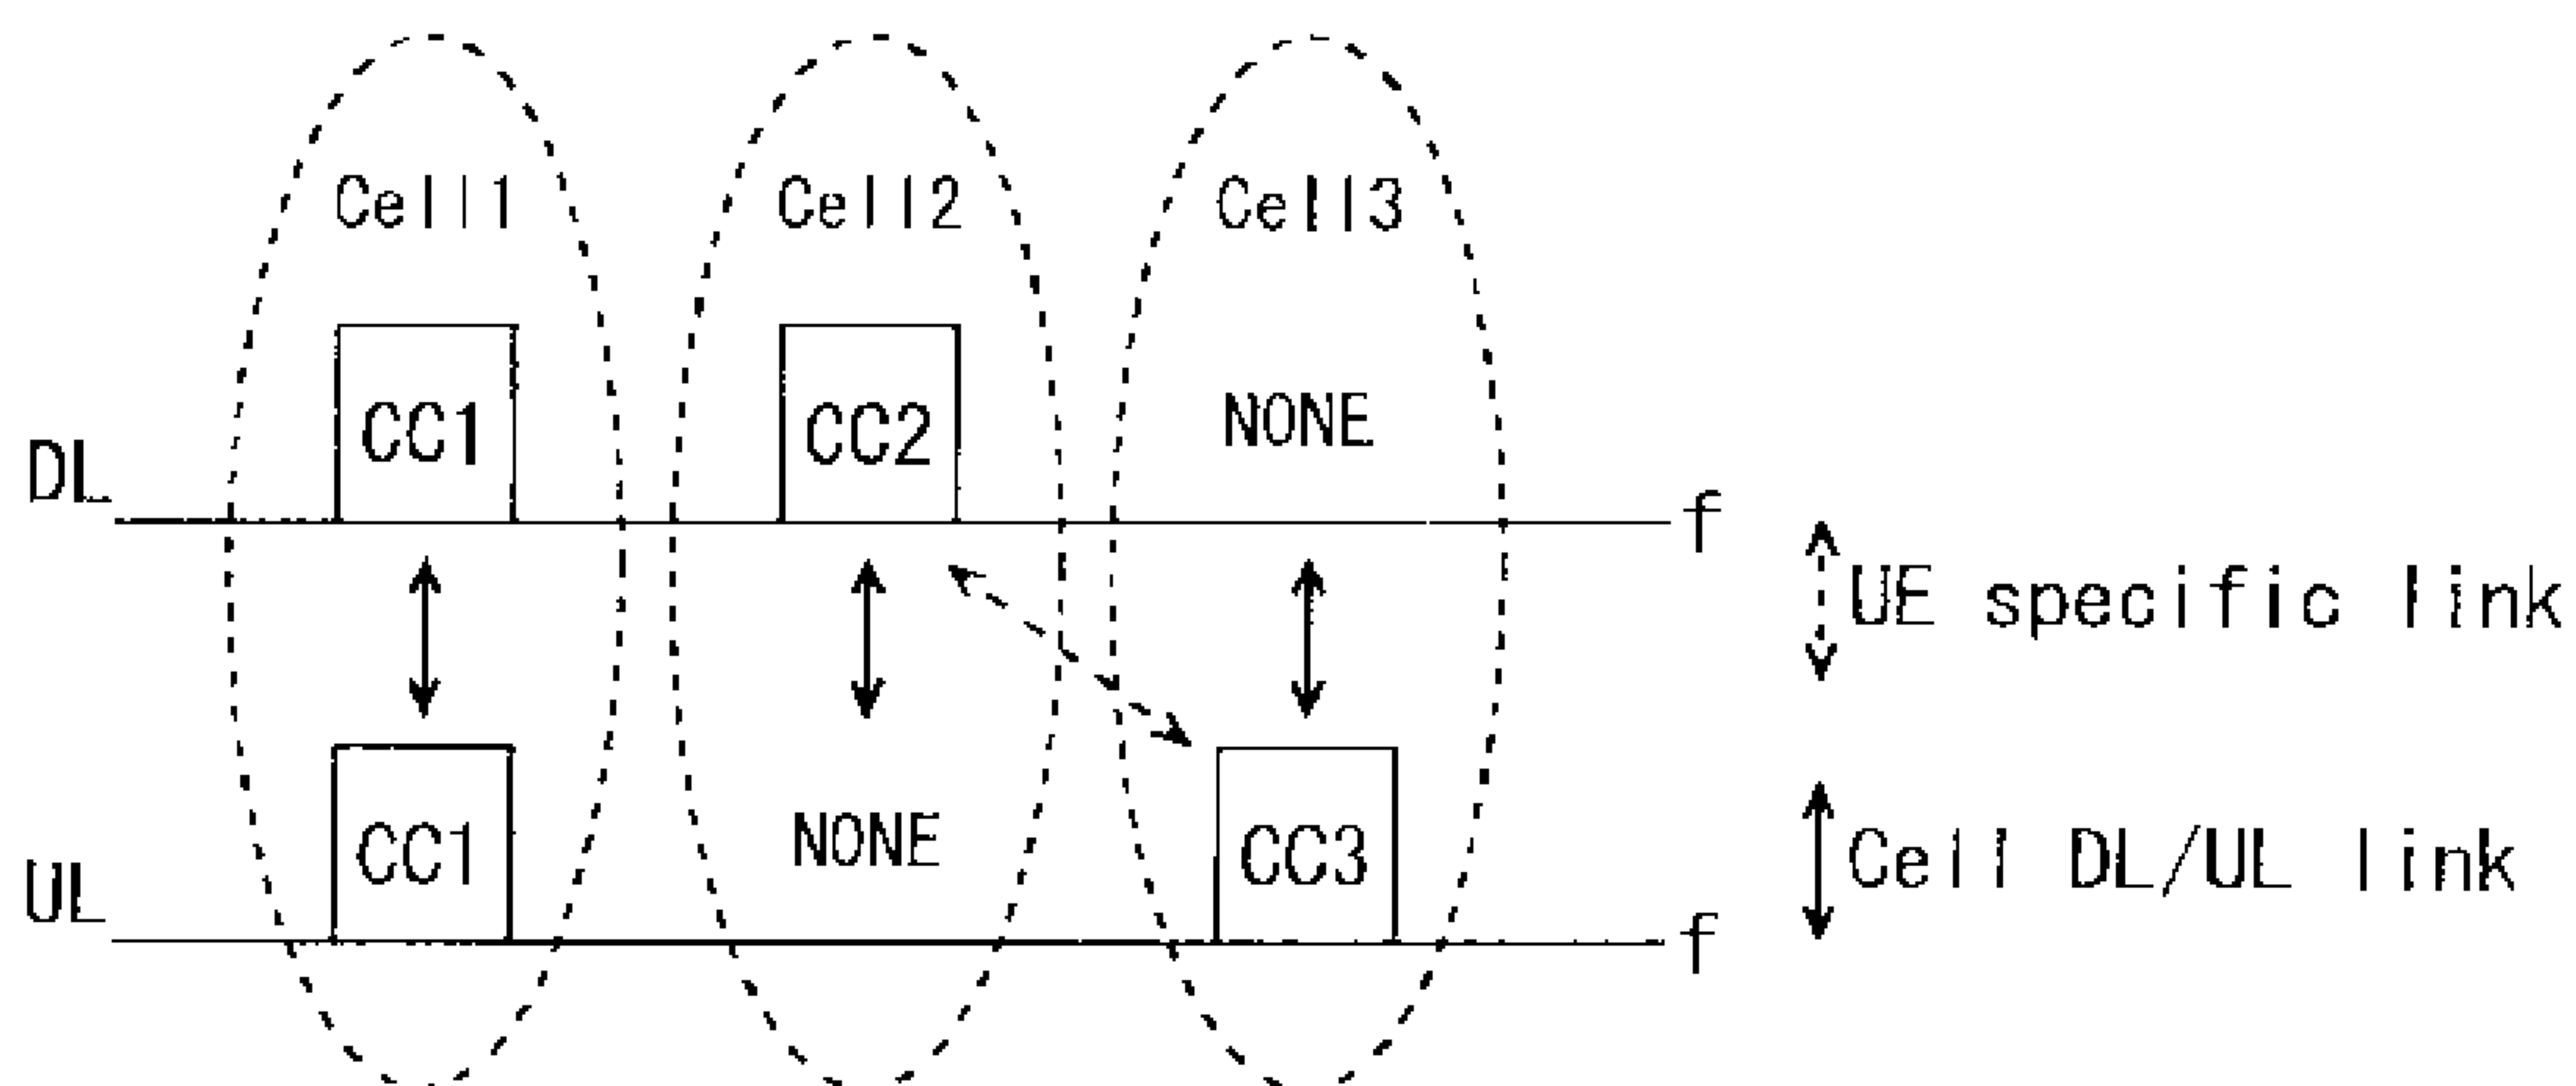 Cell1 Cell2 Cell3
CC1 CC2 NONE
DL
f
UE specific link
CC1 NONE CC3
Cell DL/UL link
UL
f